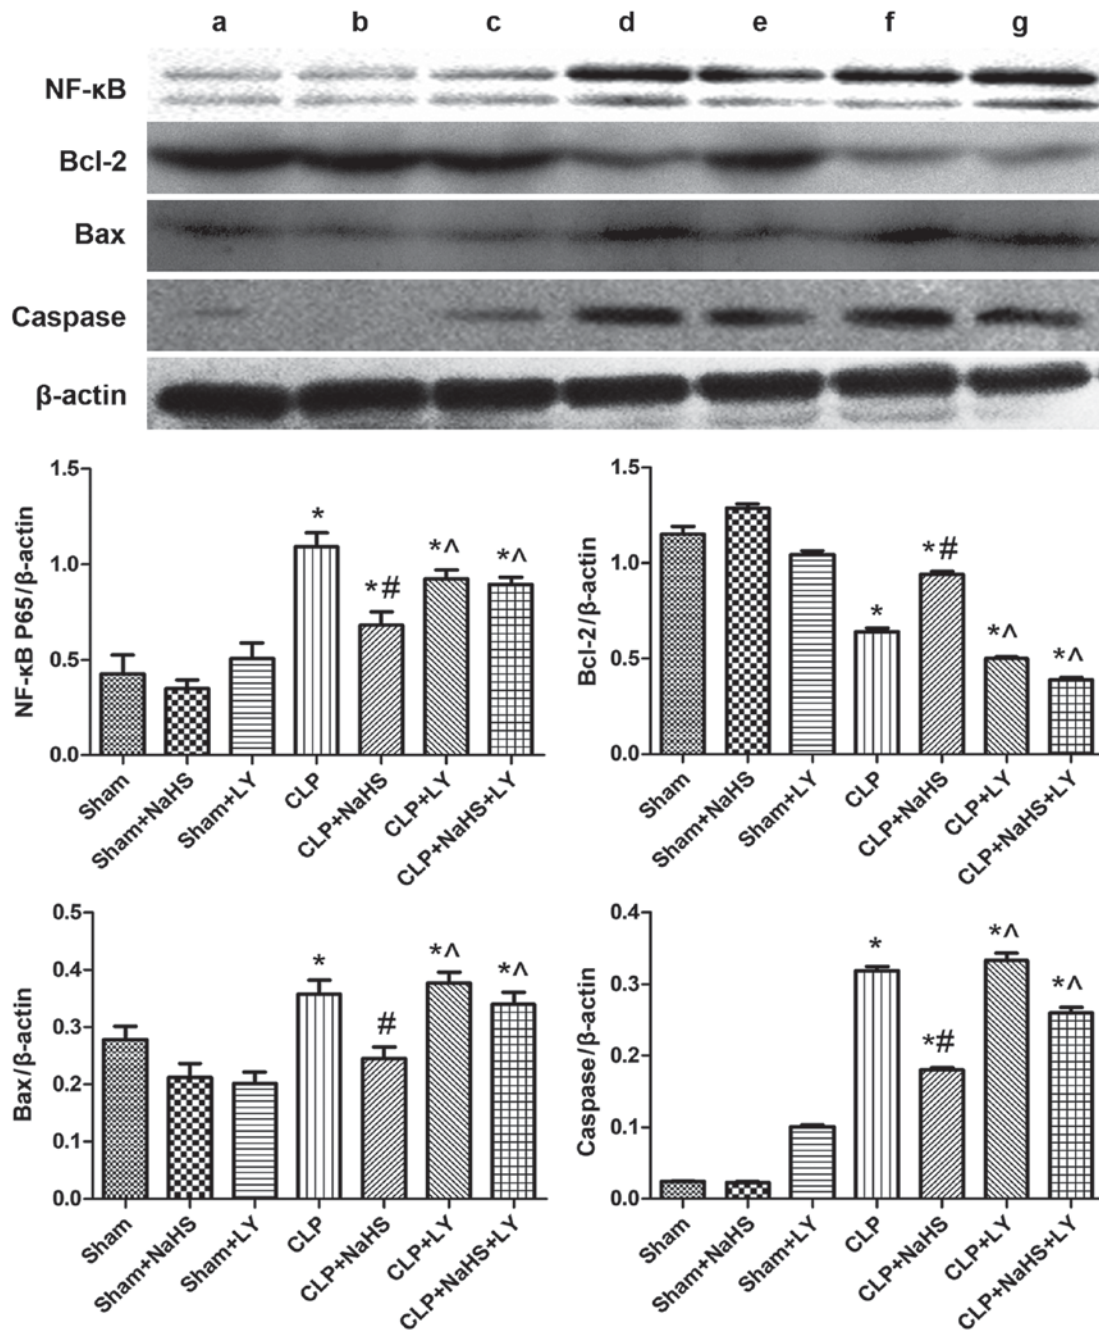 a b c d e f g
NF-κB
Bcl-2
Bax
Caspase
β-actin
NF-κB P65/β-actin
1.5
1.0
0.5
0.0
*
*#
*^
*^
Sham
Sham+NaHS
Sham+LY
CLP
CLP+NaHS
CLP+LY
CLP+NaHS+LY
Bcl-2/β-actin
1.5
1.0
0.5
0.0
*
*#
*^
*^
Sham
Sham+NaHS
Sham+LY
CLP
CLP+NaHS
CLP+LY
CLP+NaHS+LY
Bax/β-actin
0.5
0.4
0.3
0.2
0.1
0.0
*
#
*^
*^
Sham
Sham+NaHS
Sham+LY
CLP
CLP+NaHS
CLP+LY
CLP+NaHS+LY
Caspase/β-actin
0.4
0.3
0.2
0.1
0.0
*
*#
*^
*^
Sham
Sham+NaHS
Sham+LY
CLP
CLP+NaHS
CLP+LY
CLP+NaHS+LY